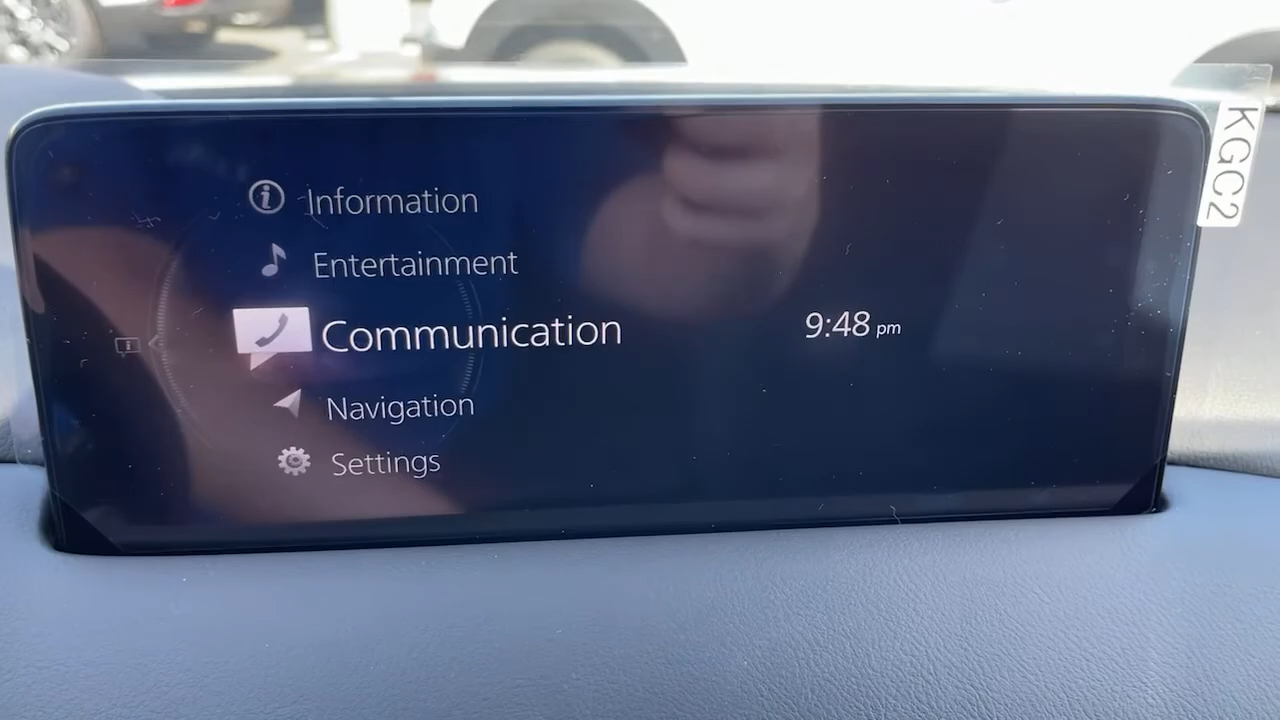 Information
Entertainment
Communication
9:48 pm
Navigation
Settings
KGC2